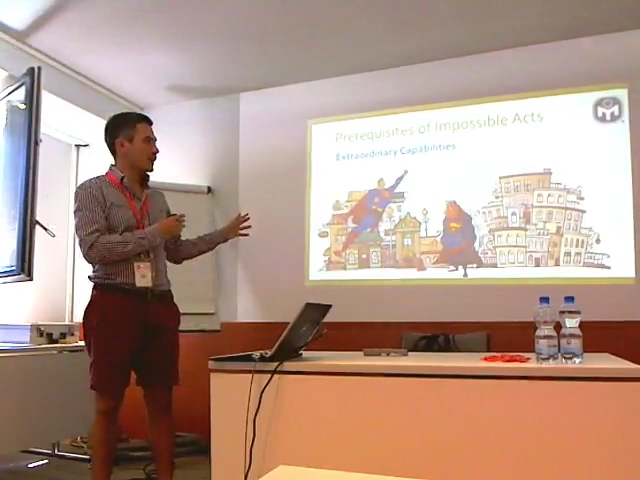 Prerequisites of Impossible Acts
Extraordinary Capabilities